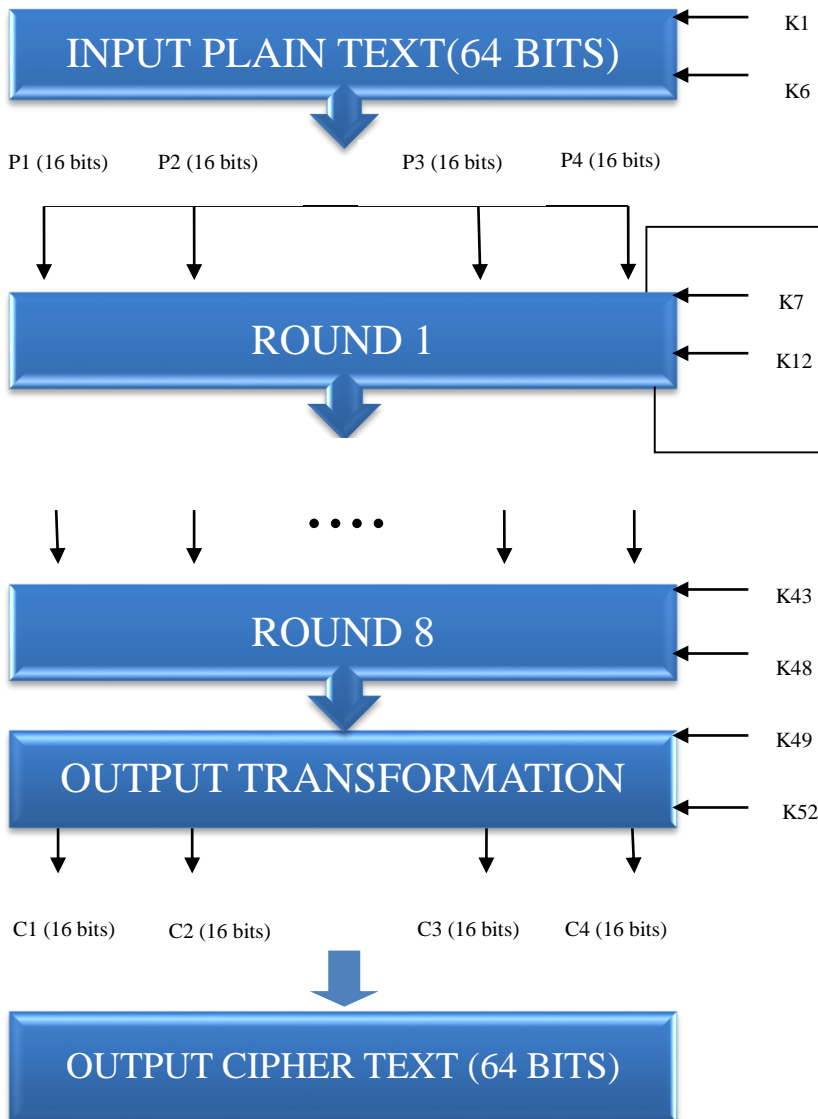 K1
INPUT PLAIN TEXT(64 BITS)
K6
P1 (16 bits) P2 (16 bits) P3 (16 bits) P4 (16 bits)
K7
ROUND 1
K12
....
K43
ROUND 8
K48
K49
OUTPUT TRANSFORMATION
K52
C1 (16 bits) C2 (16 bits) C3 (16 bits) C4 (16 bits)
OUTPUT CIPHER TEXT (64 BITS)